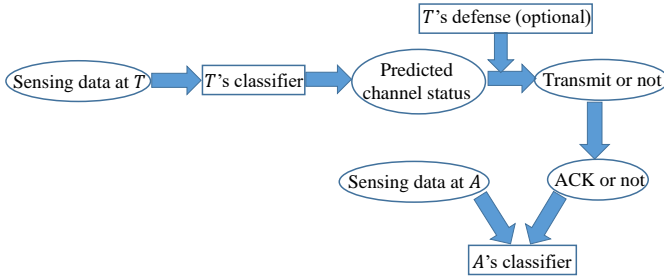 T's defense (optional)
Sensing data at T
T's classifier
Predicted
channel status
Transmit or not
Sensing data at A
ACK or not
A's classifier